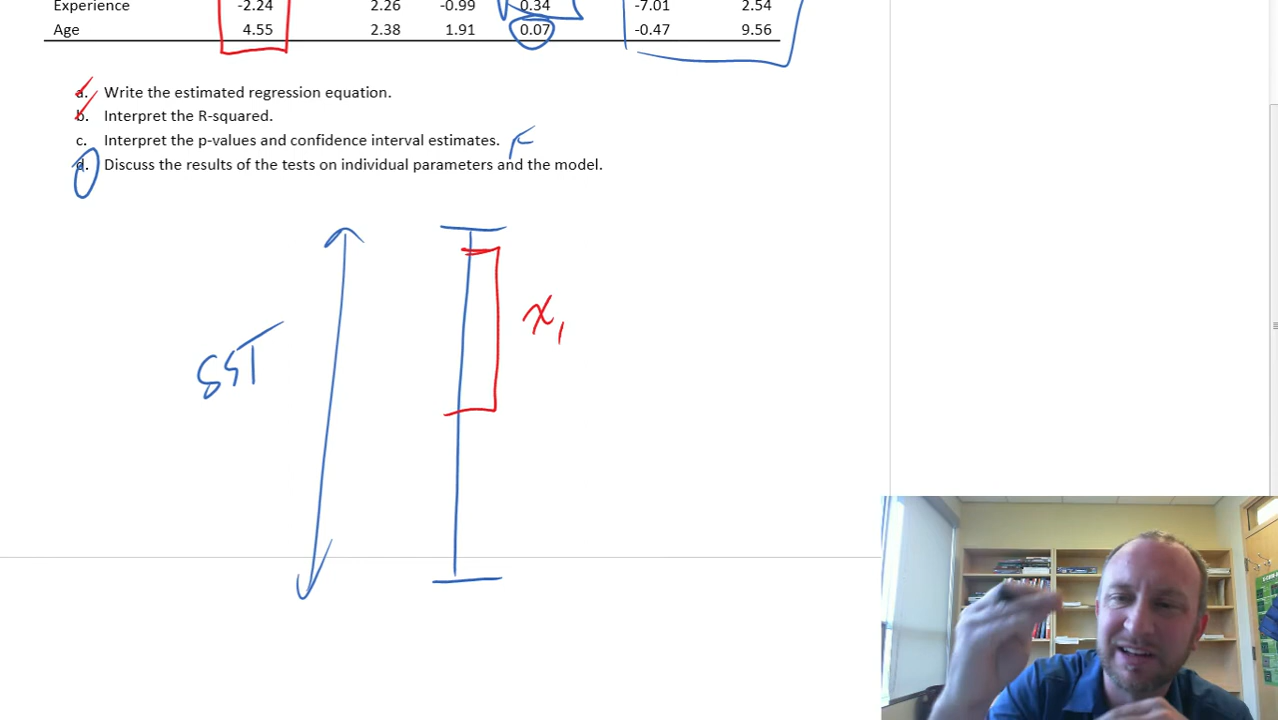 Experience -2.24 2.26 -0.99 0.34 -7.01 2.54
Age 4.55 2.38 1.91 0.07 -0.47 9.56
a. Write the estimated regression equation.
b. Interpret the R-squared.
c. Interpret the p-values and confidence interval estimates.
d. Discuss the results of the tests on individual parameters and the model.
x₁
SST